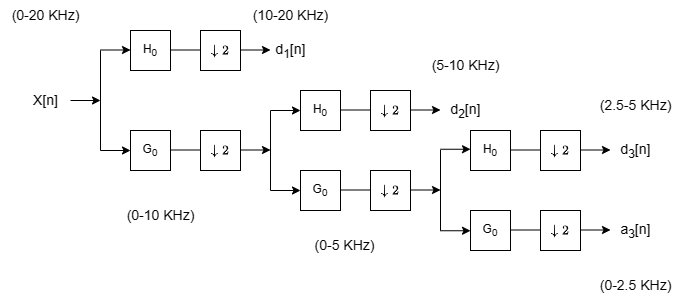 (0-20 KHz)
(10-20 KHz)
H₀
↓ 2
d₁[n]
(5-10 KHz)
X[n]
H₀
↓ 2
d₂[n]
(2.5-5 KHz)
G₀
↓ 2
H₀
↓ 2
d₃[n]
G₀
↓ 2
(0-10 KHz)
G₀
↓ 2
a₃[n]
(0-5 KHz)
(0-2.5 KHz)